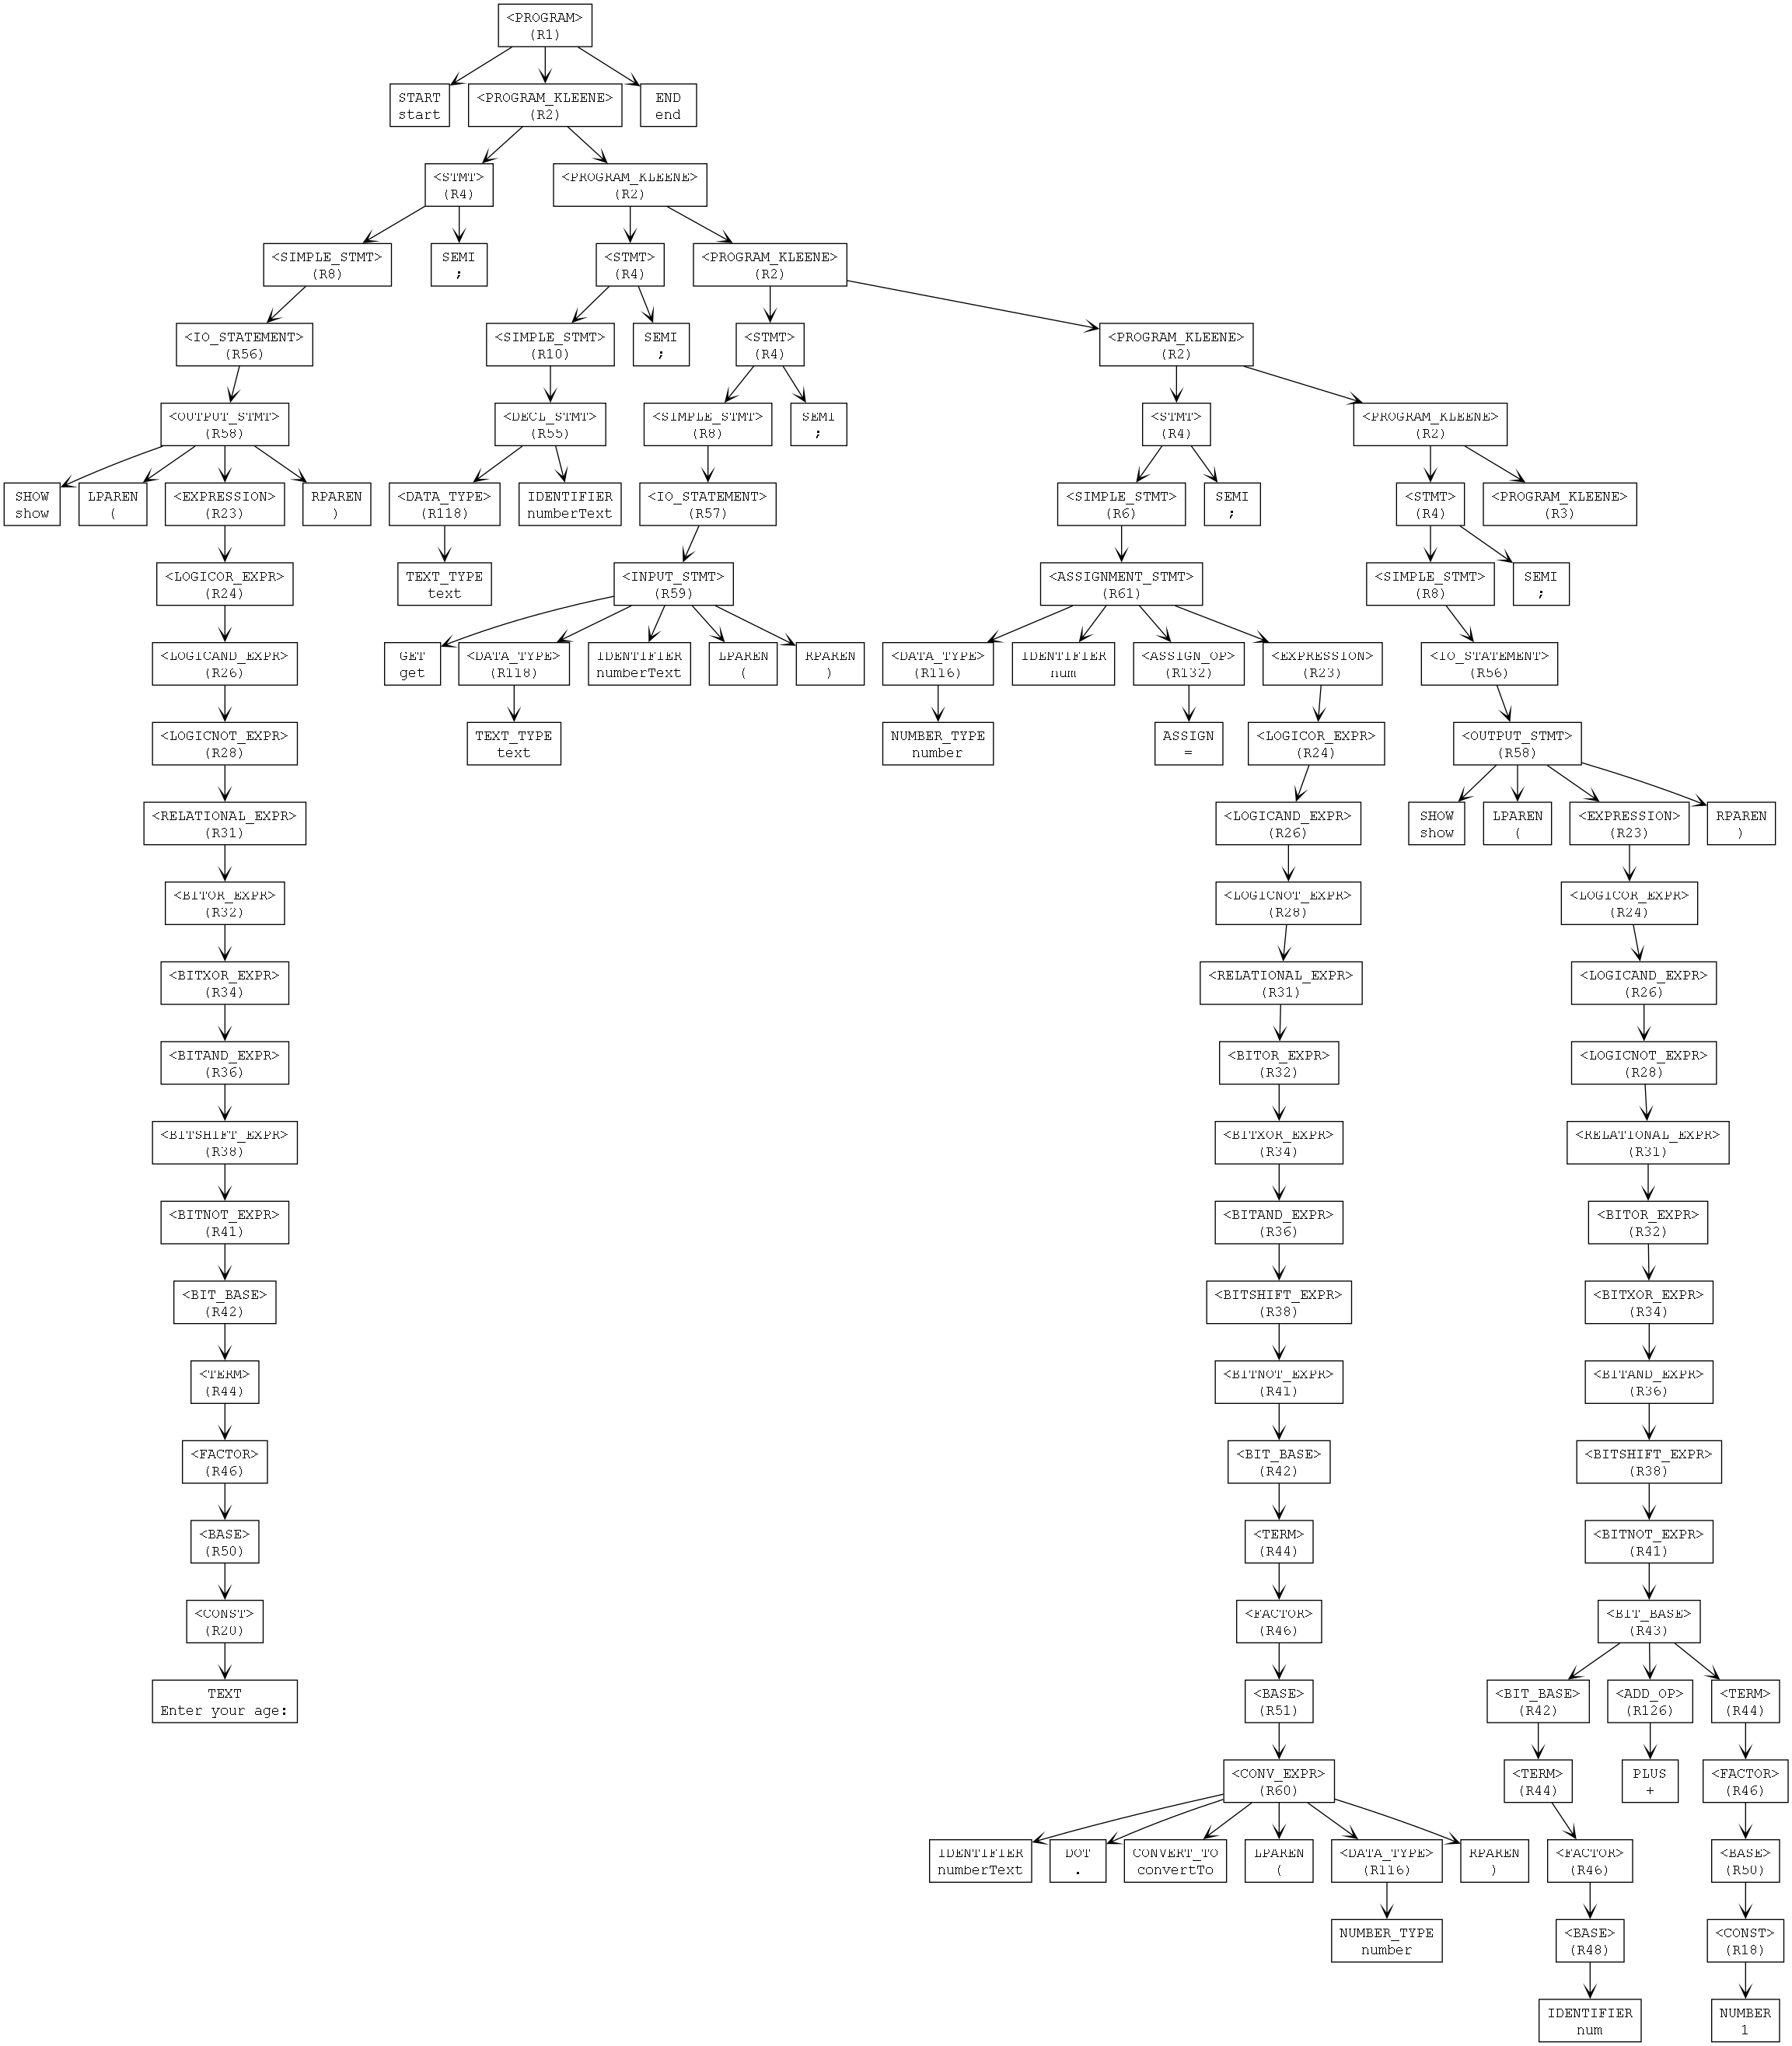 <PROGRAM>
(R1)
START
start
<PROGRAM_KLEENE>
(R2)
END
end
<STMT>
(R4)
<PROGRAM_KLEENE>
(R2)
<SIMPLE_STMT>
(R8)
SEMI
;
<STMT>
(R4)
<PROGRAM_KLEENE>
(R2)
<IO_STATEMENT>
(R56)
<SIMPLE_STMT>
(R10)
SEMI
;
<STMT>
(R4)
<PROGRAM_KLEENE>
(R2)
<OUTPUT_STMT>
(R58)
<DECL_STMT>
(R55)
<SIMPLE_STMT>
(R8)
SEMI
;
<STMT>
(R4)
<PROGRAM_KLEENE>
(R2)
SHOW
show
LPAREN
(
<EXPRESSION>
(R23)
RPAREN
)
<DATA_TYPE>
(R118)
IDENTIFIER
numberText
<IO_STATEMENT>
(R57)
<SIMPLE_STMT>
(R6)
SEMI
;
<STMT>
(R4)
<PROGRAM_KLEENE>
(R3)
<LOGICOR_EXPR>
(R24)
TEXT_TYPE
text
<INPUT_STMT>
(R59)
<ASSIGNMENT_STMT>
(R61)
<SIMPLE_STMT>
(R8)
SEMI
;
<LOGICAND_EXPR>
(R26)
GET
get
<DATA_TYPE>
(R118)
IDENTIFIER
numberText
LPAREN
(
RPAREN
)
<DATA_TYPE>
(R116)
IDENTIFIER
num
<ASSIGN_OP>
(R132)
<EXPRESSION>
(R23)
<IO_STATEMENT>
(R56)
<LOGICNOT_EXPR>
(R28)
TEXT_TYPE
text
NUMBER_TYPE
number
ASSIGN
=
<LOGICOR_EXPR>
(R24)
<OUTPUT_STMT>
(R58)
<RELATIONAL_EXPR>
(R31)
<LOGICAND_EXPR>
(R26)
SHOW
show
LPAREN
(
<EXPRESSION>
(R23)
RPAREN
)
<BITOR_EXPR>
(R32)
<LOGICNOT_EXPR>
(R28)
<LOGICOR_EXPR>
(R24)
<BITXOR_EXPR>
(R34)
<RELATIONAL_EXPR>
(R31)
<LOGICAND_EXPR>
(R26)
<BITAND_EXPR>
(R36)
<BITOR_EXPR>
(R32)
<LOGICNOT_EXPR>
(R28)
<BITSHIFT_EXPR>
(R38)
<BITXOR_EXPR>
(R34)
<RELATIONAL_EXPR>
(R31)
<BITNOT_EXPR>
(R41)
<BITAND_EXPR>
(R36)
<BITOR_EXPR>
(R32)
<BIT_BASE>
(R42)
<BITSHIFT_EXPR>
(R38)
<BITXOR_EXPR>
(R34)
<TERM>
(R44)
<BITNOT_EXPR>
(R41)
<BITAND_EXPR>
(R36)
<FACTOR>
(R46)
<BIT_BASE>
(R42)
<BITSHIFT_EXPR>
(R38)
<BASE>
(R50)
<TERM>
(R44)
<BITNOT_EXPR>
(R41)
<CONST>
(R20)
<FACTOR>
(R46)
<BIT_BASE>
(R43)
TEXT
Enter your age:
<BASE>
(R51)
<BIT_BASE>
(R42)
<ADD_OP>
(R126)
<TERM>
(R44)
<CONV_EXPR>
(R60)
<TERM>
(R44)
PLUS
+
<FACTOR>
(R46)
IDENTIFIER
numberText
DOT
.
CONVERT_TO
convertTo
LPAREN
(
<DATA_TYPE>
(R116)
RPAREN
)
<FACTOR>
(R46)
<BASE>
(R50)
NUMBER_TYPE
number
<BASE>
(R48)
<CONST>
(R18)
IDENTIFIER
num
NUMBER
1